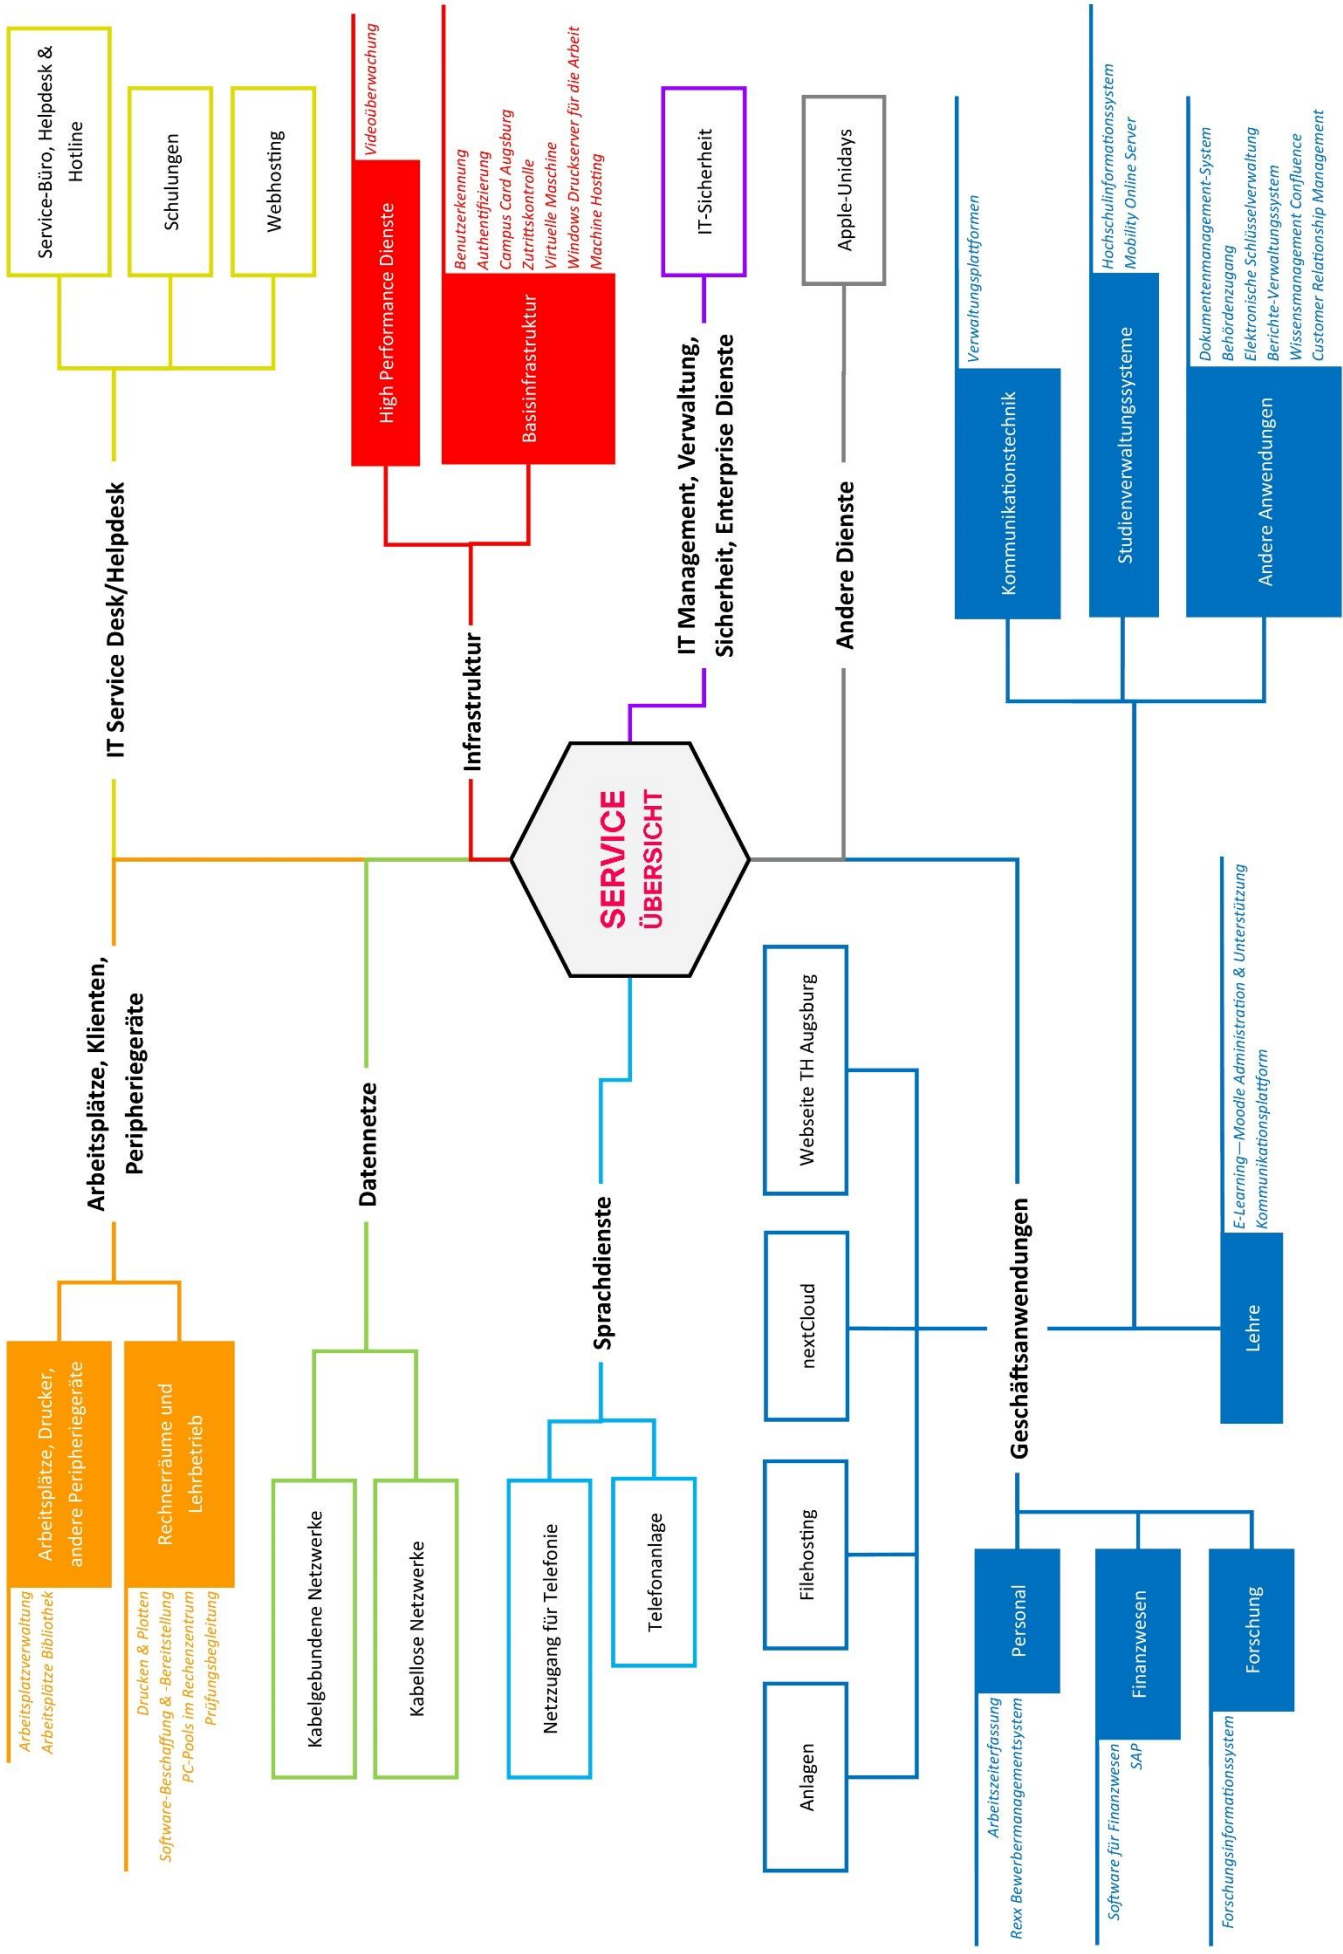 SERVICE
ÜBERSICHT
Arbeitsplätze, Klienten,
Peripheriegeräte
Arbeitsplätze, Drucker,
andere Peripheriegeräte
Arbeitsplatzverwaltung
Arbeitsplätze Bibliothek
Rechnerräume und
Lehrbetrieb
Drucken & Plotten
Software-Beschaffung & -Bereitstellung
PC-Pools im Rechenzentrum
Prüfungsbegleitung
Datennetze
Kabelgebundene Netzwerke
Kabellose Netzwerke
Sprachdienste
Netzzugang für Telefonie
Telefonanlage
IT Service Desk/Helpdesk
Service-Büro, Helpdesk &
Hotline
Schulungen
Webhosting
Infrastruktur
High Performance Dienste
Videoüberwachung
Basisinfrastruktur
Benutzerkennung
Authentifizierung
Campus Card Augsburg
Zutrittskontrolle
Virtuelle Maschine
Windows Druckserver für die Arbeit
Machine Hosting
IT Management, Verwaltung,
Sicherheit, Enterprise Dienste
IT-Sicherheit
Andere Dienste
Apple-Unidays
Geschäftsanwendungen
Anlagen
Filehosting
nextCloud
Webseite TH Augsburg
Personal
Arbeitszeiterfassung
Rexx Bewerbermanagementsystem
Finanzwesen
Software für Finanzwesen
SAP
Forschung
Forschungsinformationssystem
Lehre
E-Learning—Moodle Administration & Unterstützung
Kommunikationsplattform
Kommunikationstechnik
Verwaltungsplattformen
Studienverwaltungssysteme
Hochschulinformationssystem
Mobility Online Server
Andere Anwendungen
Dokumentenmanagement-System
Behördenzugang
Elektronische Schlüsselverwaltung
Berichte-Verwaltungssystem
Wissensmanagement Confluence
Customer Relationship Management